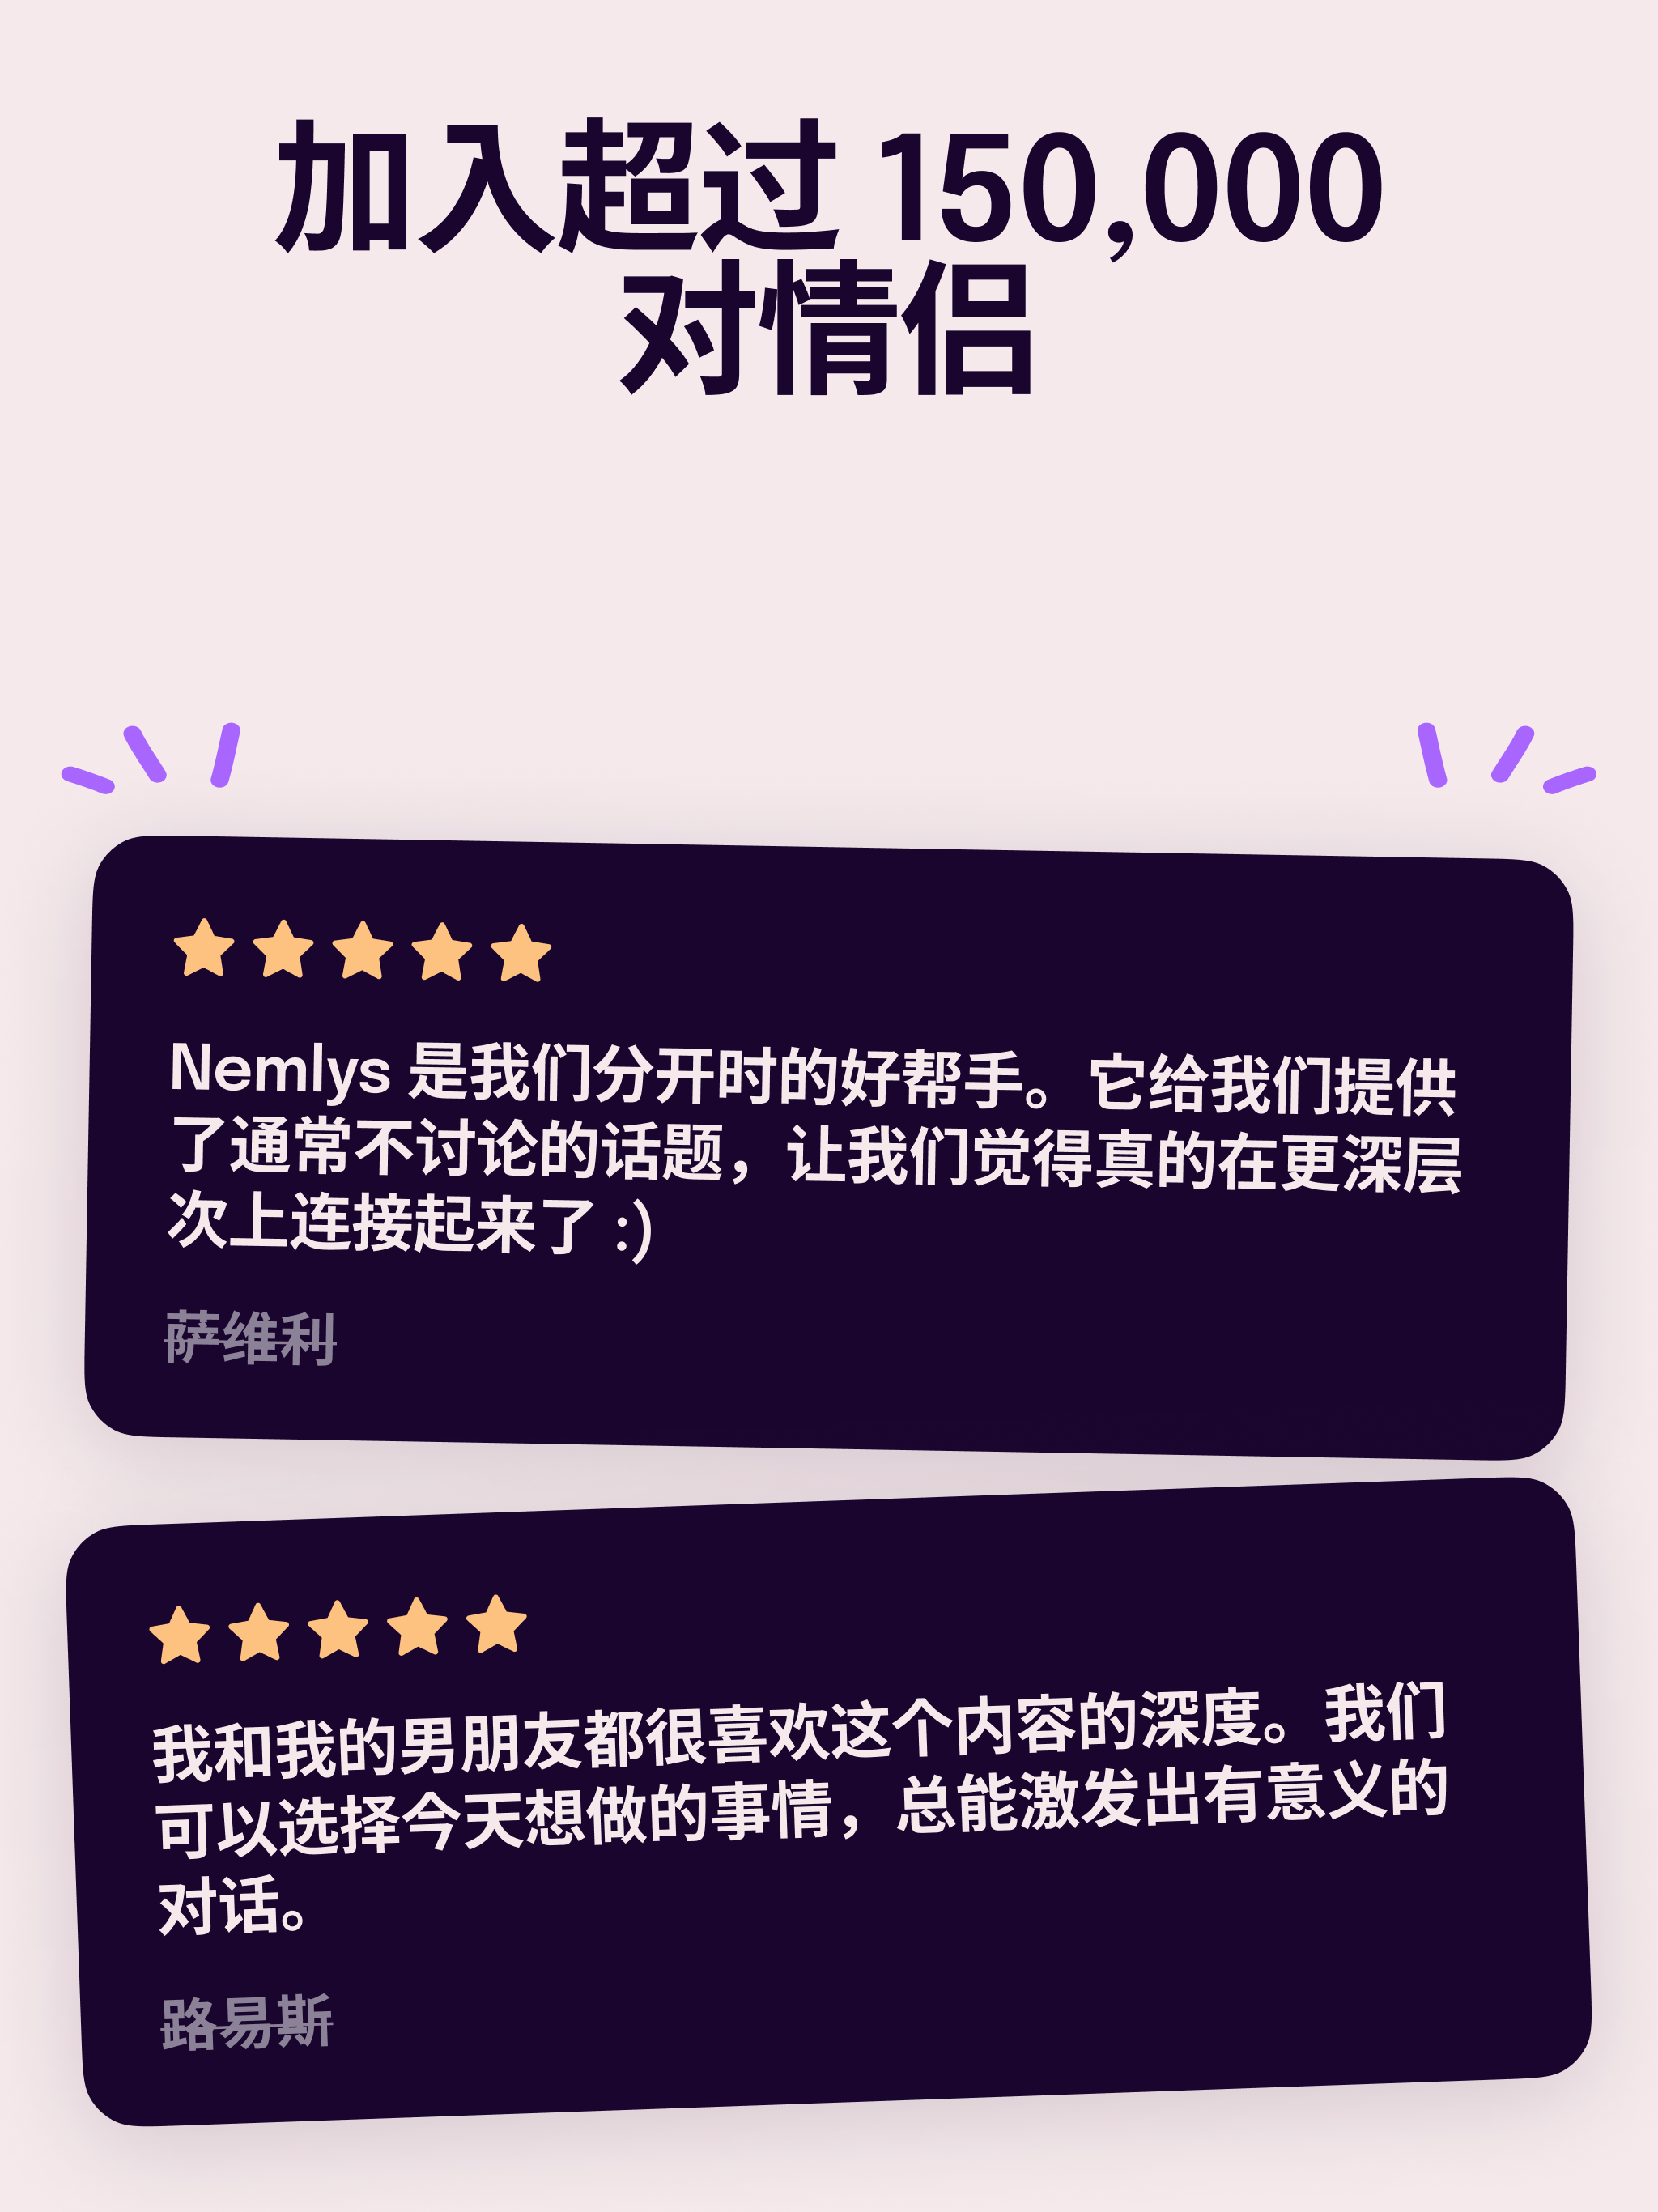 加入超过 150,000
对情侣
Nemlys 是我们分开时的好帮手。它给我们提供
了通常不讨论的话题，让我们觉得真的在更深层
次上连接起来了 :)
萨维利
我和我的男朋友都很喜欢这个内容的深度。我们
可以选择今天想做的事情，总能激发出有意义的
对话。
路易斯